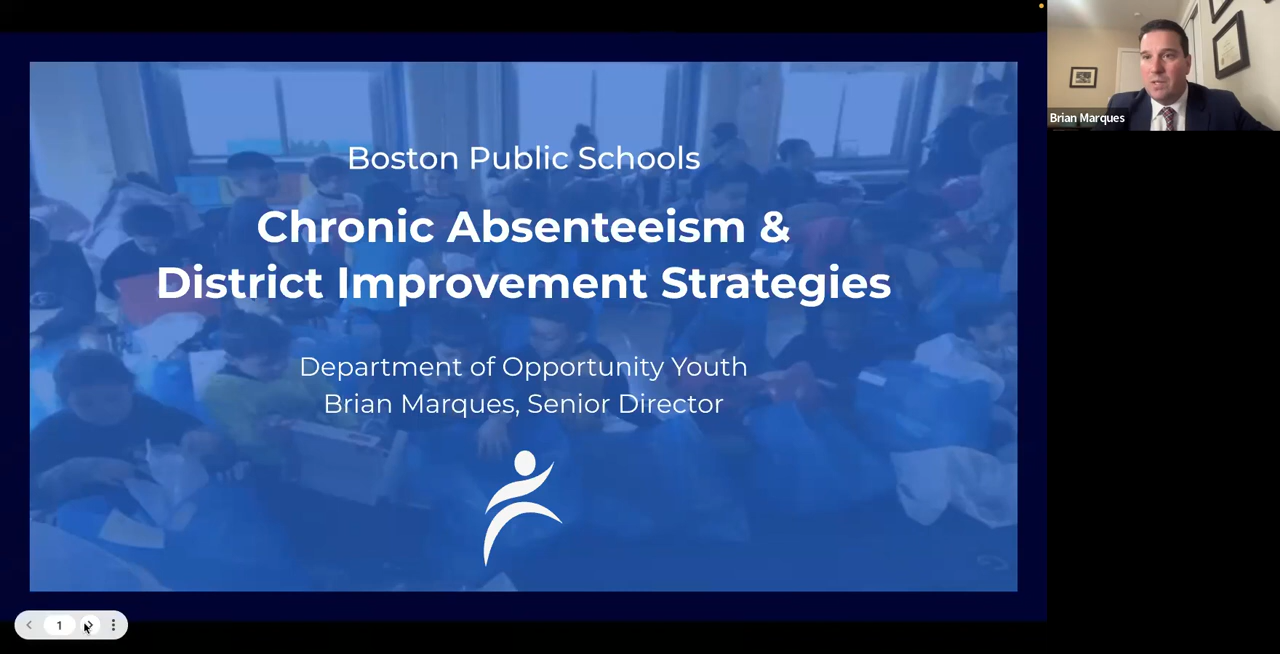 Boston Public Schools
Chronic Absenteeism &
District Improvement Strategies
Department of Opportunity Youth
Brian Marques, Senior Director
Brian Marques
1